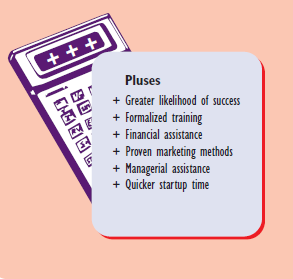 + + +
Pluses
+ Greater likelihood of success
+ Formalized training
+ Financial assistance
+ Proven marketing methods
+ Managerial assistance
+ Quicker startup time